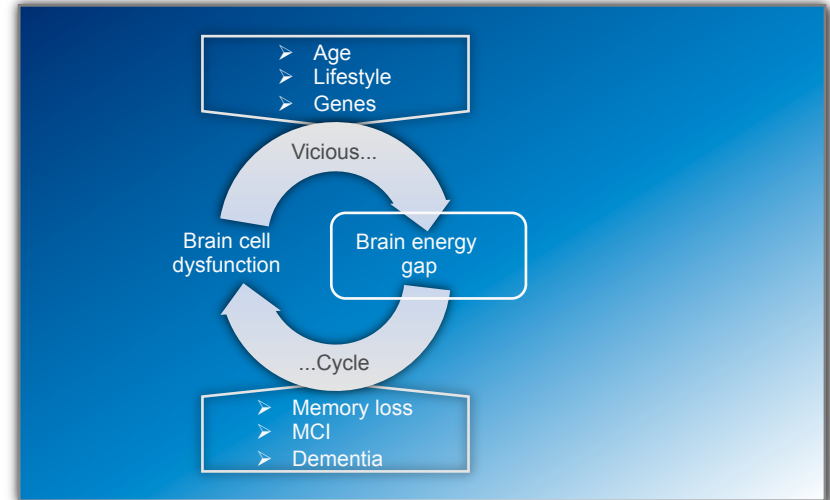 ➢ Age
➢ Lifestyle
➢ Genes
Vicious...
Brain cell
dysfunction
Brain energy
gap
...Cycle
➢ Memory loss
➢ MCI
➢ Dementia